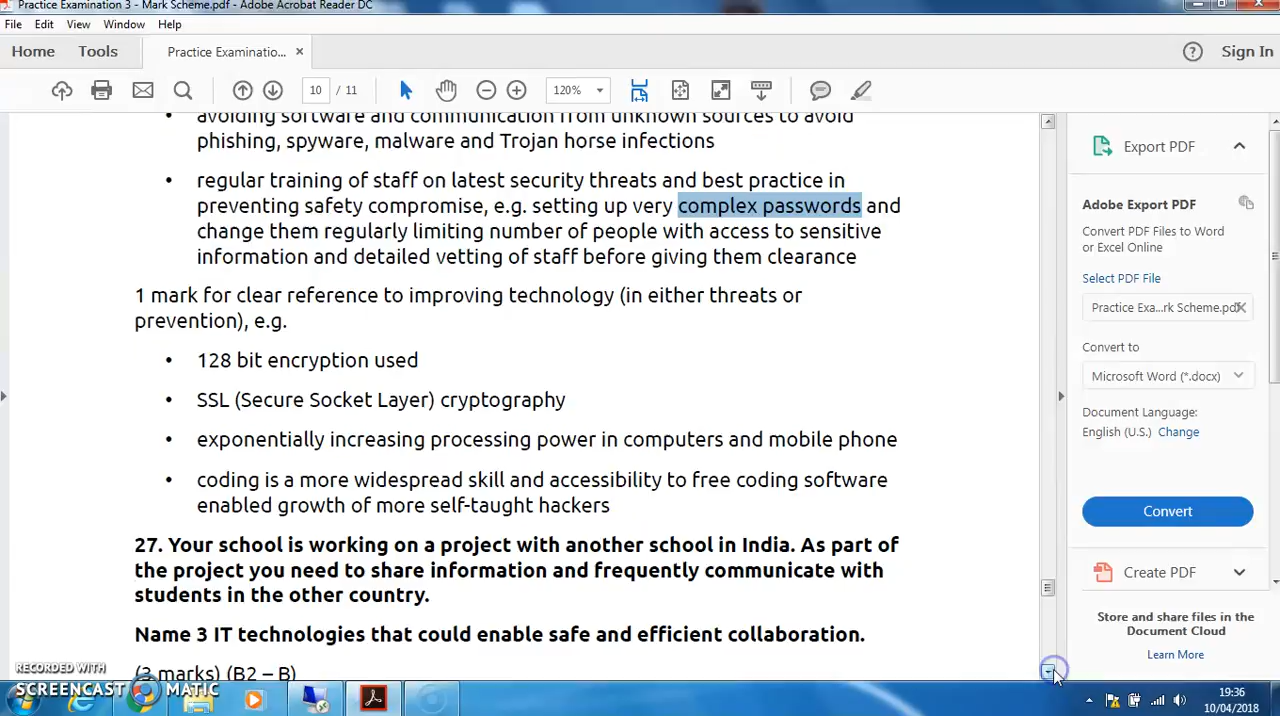 Practice Examination 3 - Mark Scheme.pdf - Adobe Acrobat Reader DC
File Edit View Window Help
Home Tools Practice Examinatio... × Sign In
10 / 11 120%
avoiding software and communication from unknown sources to avoid
phishing, spyware, malware and Trojan horse infections
• regular training of staff on latest security threats and best practice in
preventing safety compromise, e.g. setting up very complex passwords and
change them regularly limiting number of people with access to sensitive
information and detailed vetting of staff before giving them clearance
1 mark for clear reference to improving technology (in either threats or
prevention), e.g.
• 128 bit encryption used
• SSL (Secure Socket Layer) cryptography
• exponentially increasing processing power in computers and mobile phone
• coding is a more widespread skill and accessibility to free coding software
enabled growth of more self-taught hackers
27. Your school is working on a project with another school in India. As part of
the project you need to share information and frequently communicate with
students in the other country.
Name 3 IT technologies that could enable safe and efficient collaboration.
(3 marks) (B2 – B)
Export PDF
Adobe Export PDF
Convert PDF Files to Word
or Excel Online
Select PDF File
Practice Exa...rk Scheme.pdf
Convert to
Microsoft Word (*.docx)
Document Language:
English (U.S.) Change
Convert
Create PDF
Store and share files in the
Document Cloud
Learn More
RECORDED WITH
SCREENCAST MATIC
19:36
10/04/2018